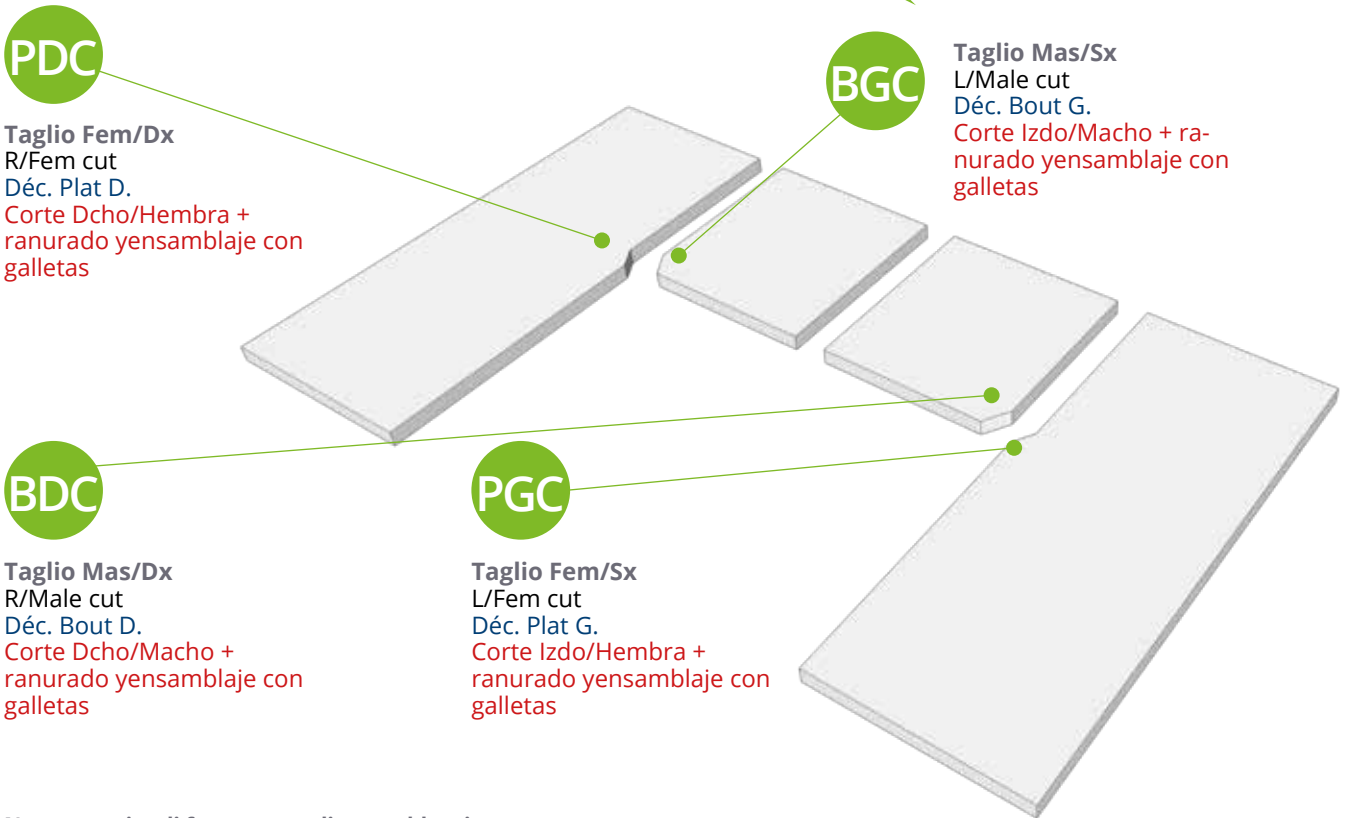 PDC
Taglio Fem/Dx
R/Fem cut
Déc. Plat D.
Corte Dcho/Hembra +
ranurado yensamblaje con
galletas
BGC
Taglio Mas/Sx
L/Male cut
Déc. Bout G.
Corte Izdo/Macho + ra-
nurado yensamblaje con
galletas
BDC
Taglio Mas/Dx
R/Male cut
Déc. Bout D.
Corte Dcho/Macho +
ranurado yensamblaje con
galletas
PGC
Taglio Fem/Sx
L/Fem cut
Déc. Plat G.
Corte Izdo/Hembra +
ranurado yensamblaje con
galletas